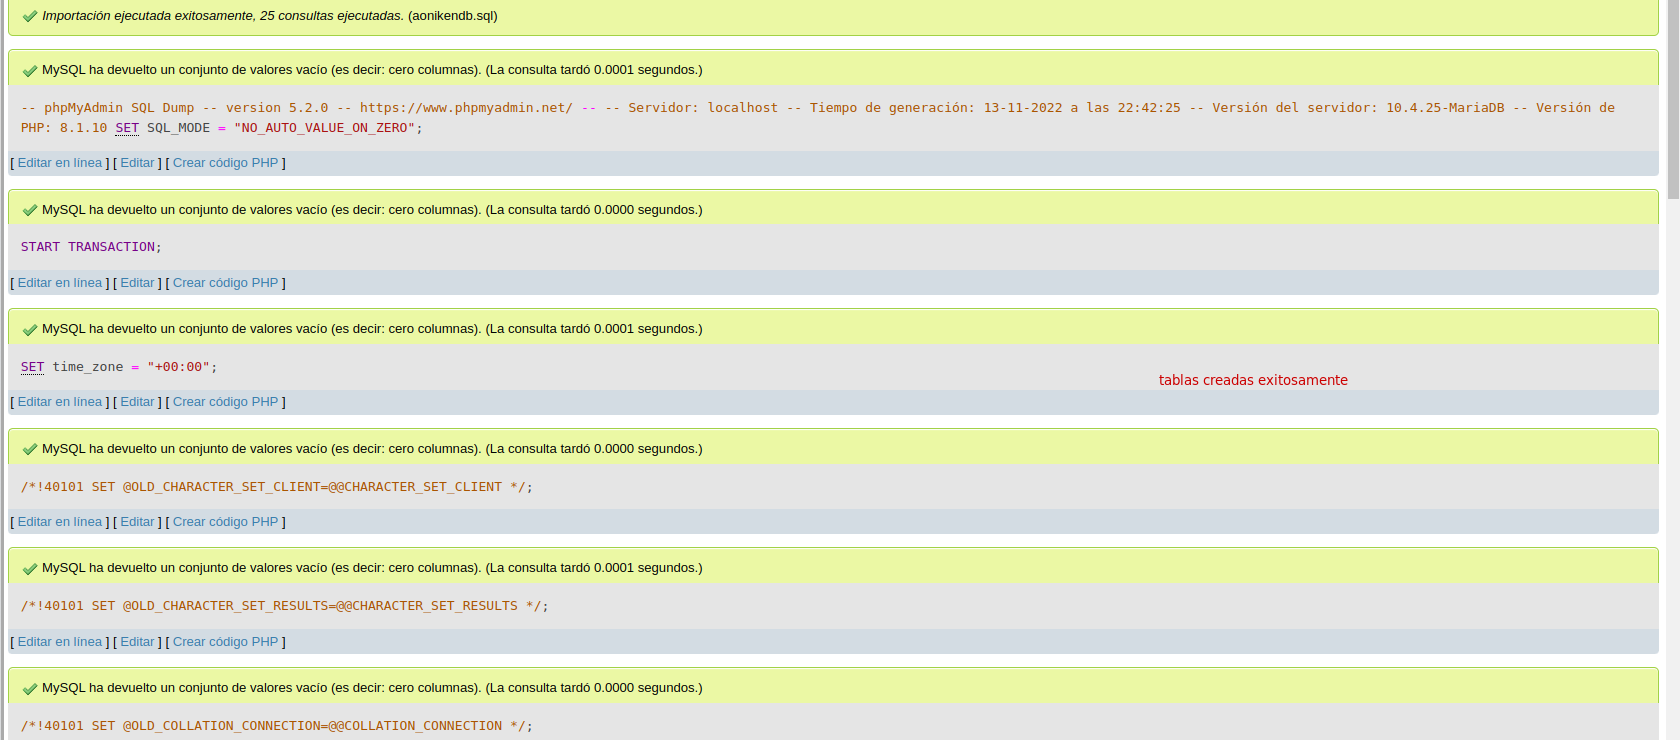 Importación ejecutada exitosamente, 25 consultas ejecutadas. (aonikendb.sql)
MySQL ha devuelto un conjunto de valores vacío (es decir: cero columnas). (La consulta tardó 0.0001 segundos.)
-- phpMyAdmin SQL Dump -- version 5.2.0 -- https://www.phpmyadmin.net/ -- -- Servidor: localhost -- Tiempo de generación: 13-11-2022 a las 22:42:25 -- Versión del servidor: 10.4.25-MariaDB -- Versión de
PHP: 8.1.10 SET SQL_MODE = "NO_AUTO_VALUE_ON_ZERO";
[ Editar en línea ] [ Editar ] [ Crear código PHP ]
MySQL ha devuelto un conjunto de valores vacío (es decir: cero columnas). (La consulta tardó 0.0000 segundos.)
START TRANSACTION;
[ Editar en línea ] [ Editar ] [ Crear código PHP ]
MySQL ha devuelto un conjunto de valores vacío (es decir: cero columnas). (La consulta tardó 0.0001 segundos.)
SET time_zone = "+00:00";
tablas creadas exitosamente
[ Editar en línea ] [ Editar ] [ Crear código PHP ]
MySQL ha devuelto un conjunto de valores vacío (es decir: cero columnas). (La consulta tardó 0.0000 segundos.)
/*!40101 SET @OLD_CHARACTER_SET_CLIENT=@@CHARACTER_SET_CLIENT */;
[ Editar en línea ] [ Editar ] [ Crear código PHP ]
MySQL ha devuelto un conjunto de valores vacío (es decir: cero columnas). (La consulta tardó 0.0001 segundos.)
/*!40101 SET @OLD_CHARACTER_SET_RESULTS=@@CHARACTER_SET_RESULTS */;
[ Editar en línea ] [ Editar ] [ Crear código PHP ]
MySQL ha devuelto un conjunto de valores vacío (es decir: cero columnas). (La consulta tardó 0.0000 segundos.)
/*!40101 SET @OLD_COLLATION_CONNECTION=@@COLLATION_CONNECTION */;